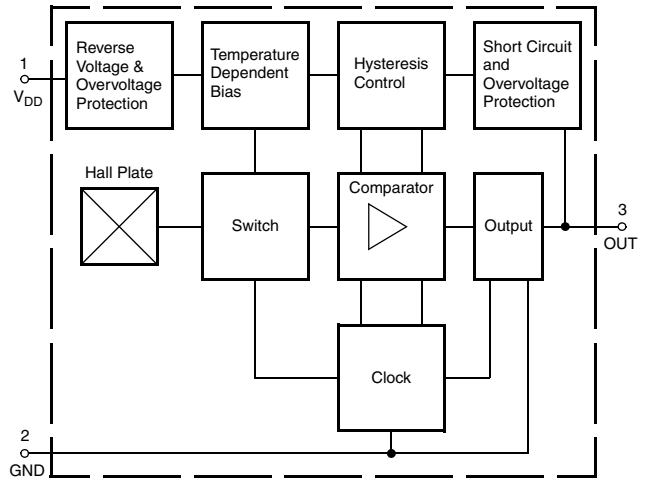 1
V_DD
Reverse
Voltage &
Overvoltage
Protection
Temperature
Dependent
Bias
Hysteresis
Control
Short Circuit
and
Overvoltage
Protection
Hall Plate
Switch
Comparator
Output
3
OUT
Clock
2
GND